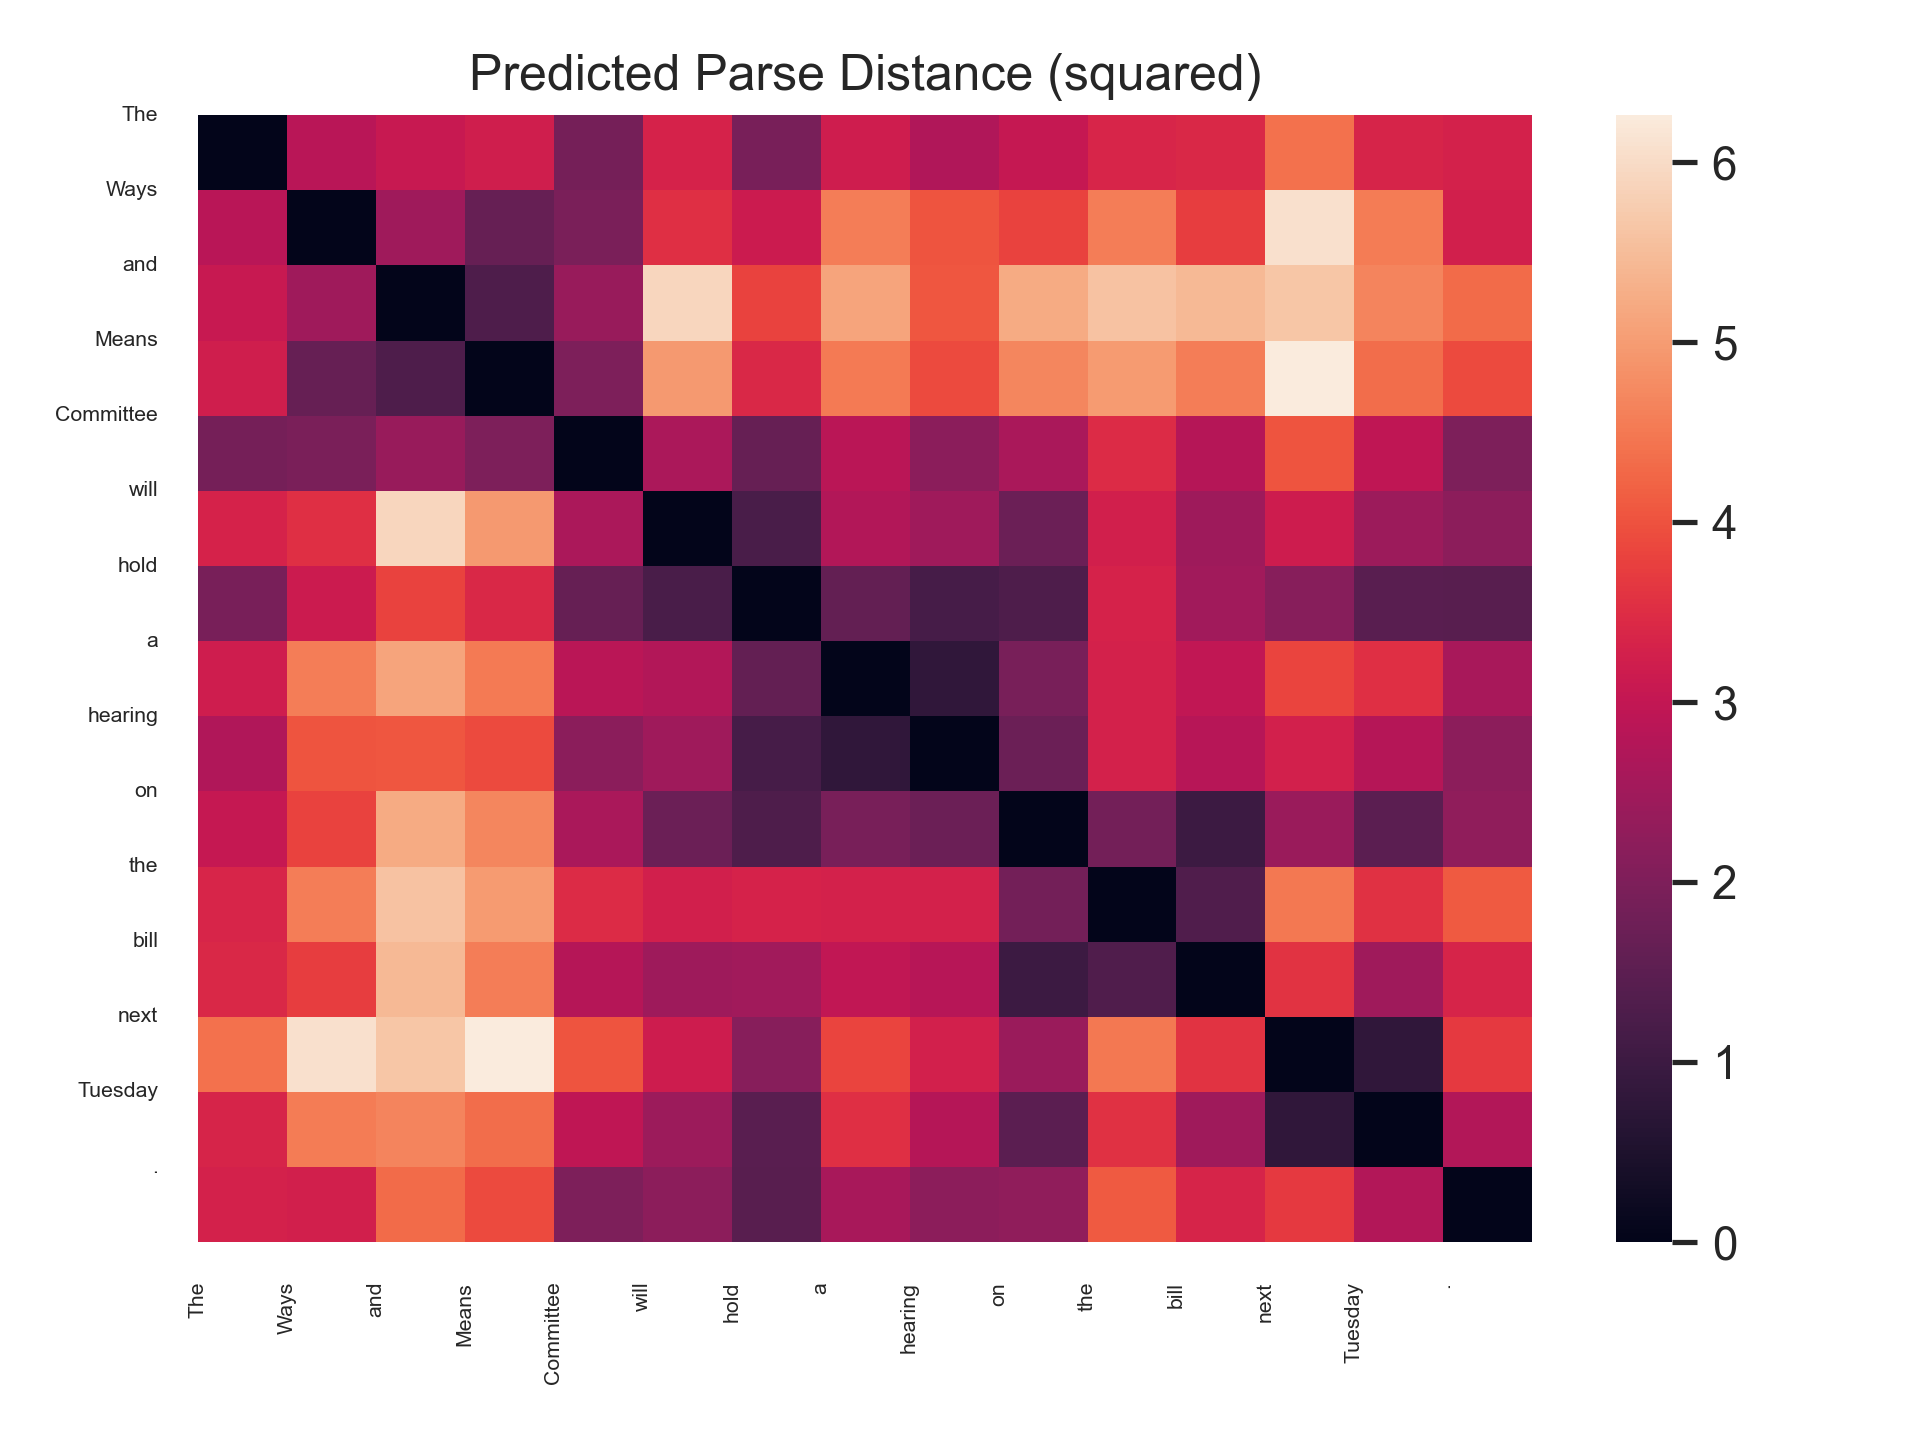 Predicted Parse Distance (squared)
The
Ways
and
Means
Committee
will
hold
a
hearing
on
the
bill
next
Tuesday
.
6
5
4
3
2
1
0
The
Ways
and
Means
Committee
will
hold
a
hearing
on
the
bill
next
Tuesday
.